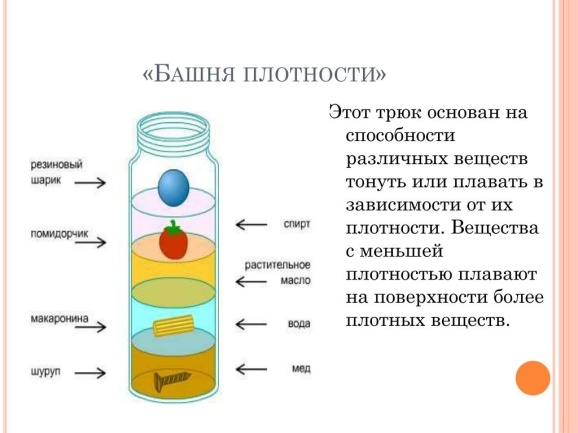 «Башня плотности»
Этот трюк основан на
способности
различных веществ
тонуть или плавать в
зависимости от их
плотности. Вещества
с меньшей
плотностью плавают
на поверхности более
плотных веществ.
резиновый
шарик
помидорчик
макаронина
шуруп
спирт
растительное
масло
вода
мед